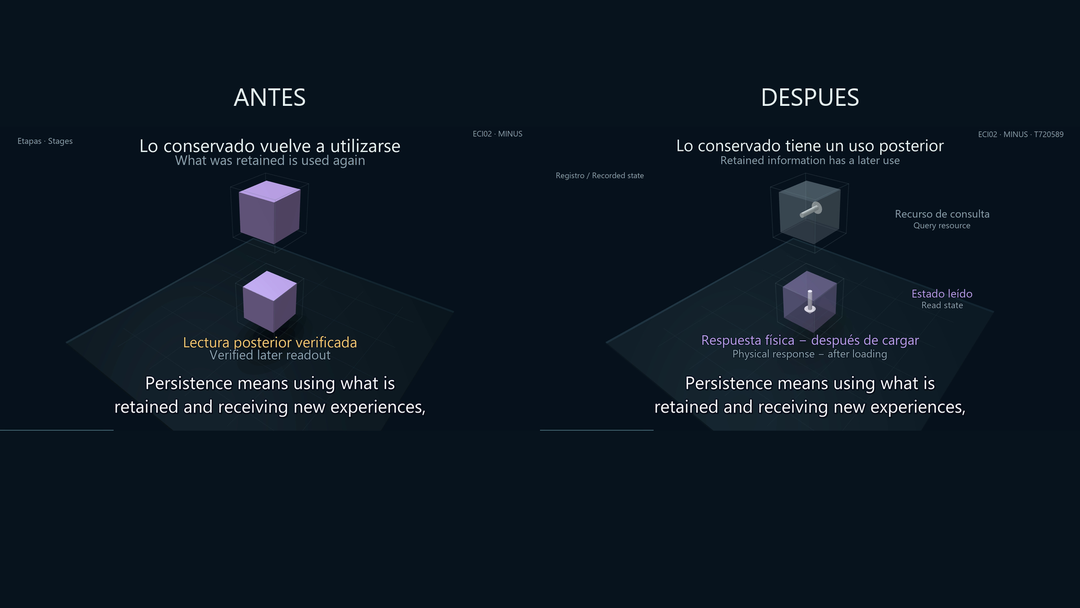 ANTES
Etapas · Stages
ECI02 · MINUS
Lo conservado vuelve a utilizarse
What was retained is used again
Lectura posterior verificada
Verified later readout
Persistence means using what is
retained and receiving new experiences,
DESPUES
ECI02 · MINUS · T720589
Lo conservado tiene un uso posterior
Retained information has a later use
Registro / Recorded state
Recurso de consulta
Query resource
Estado leído
Read state
Respuesta física – después de cargar
Physical response – after loading
Persistence means using what is
retained and receiving new experiences,